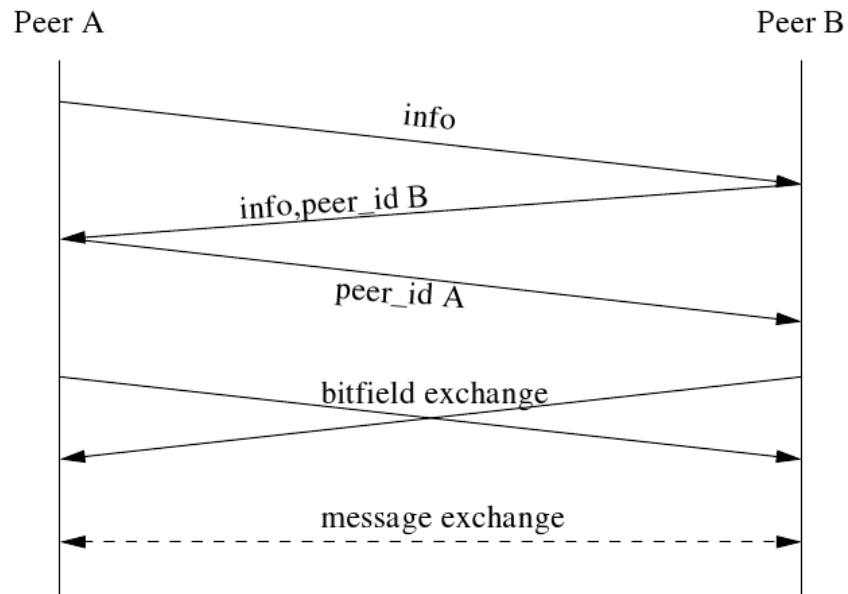 Peer A
Peer B
info
info,peer_id B
peer_id A
bitfield exchange
message exchange